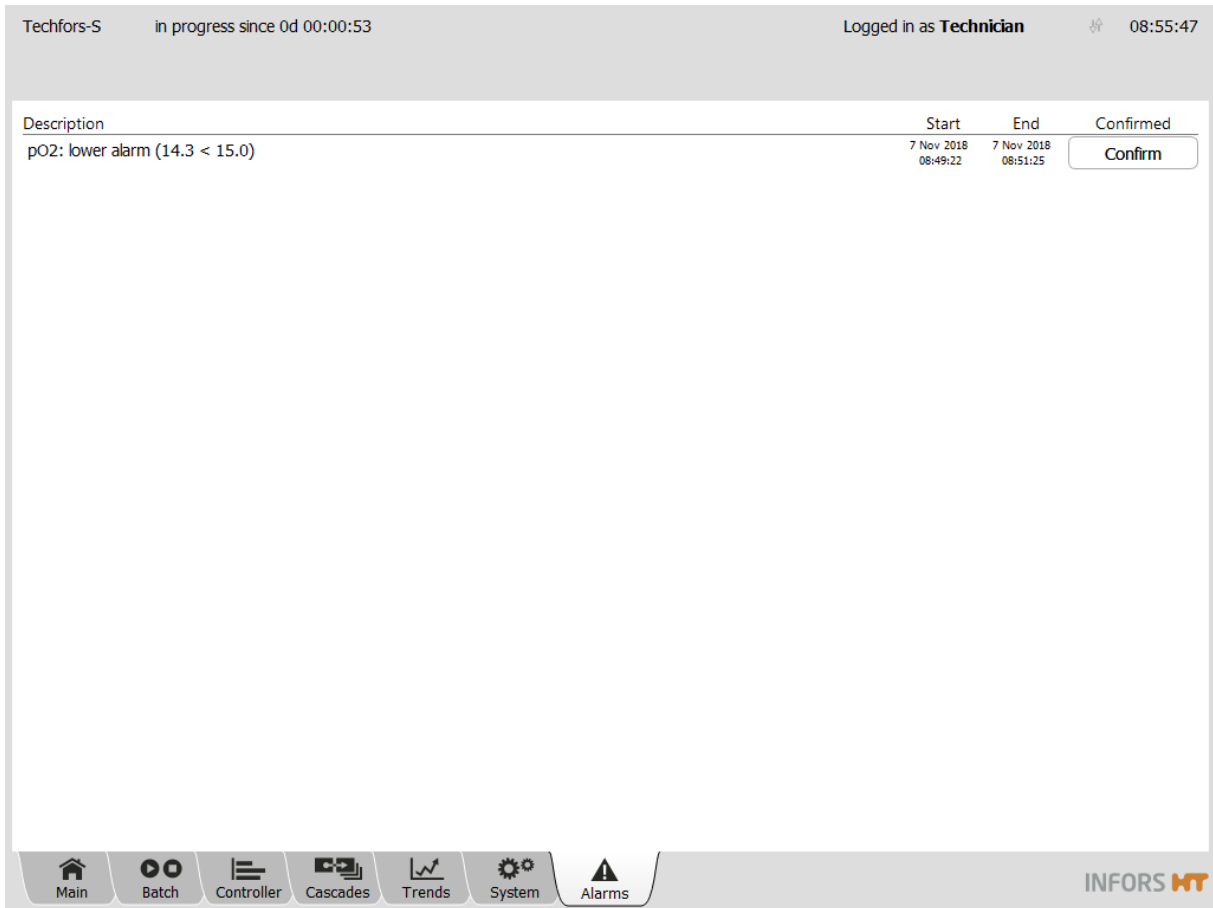 Techfors-S in progress since 0d 00:00:53 Logged in as Technician 08:55:47
Description Start End Confirmed
pO2: lower alarm (14.3 < 15.0) 7 Nov 2018 7 Nov 2018 Confirm
08:49:22 08:51:25
Main Batch Controller Cascades Trends System Alarms
INFORS HT